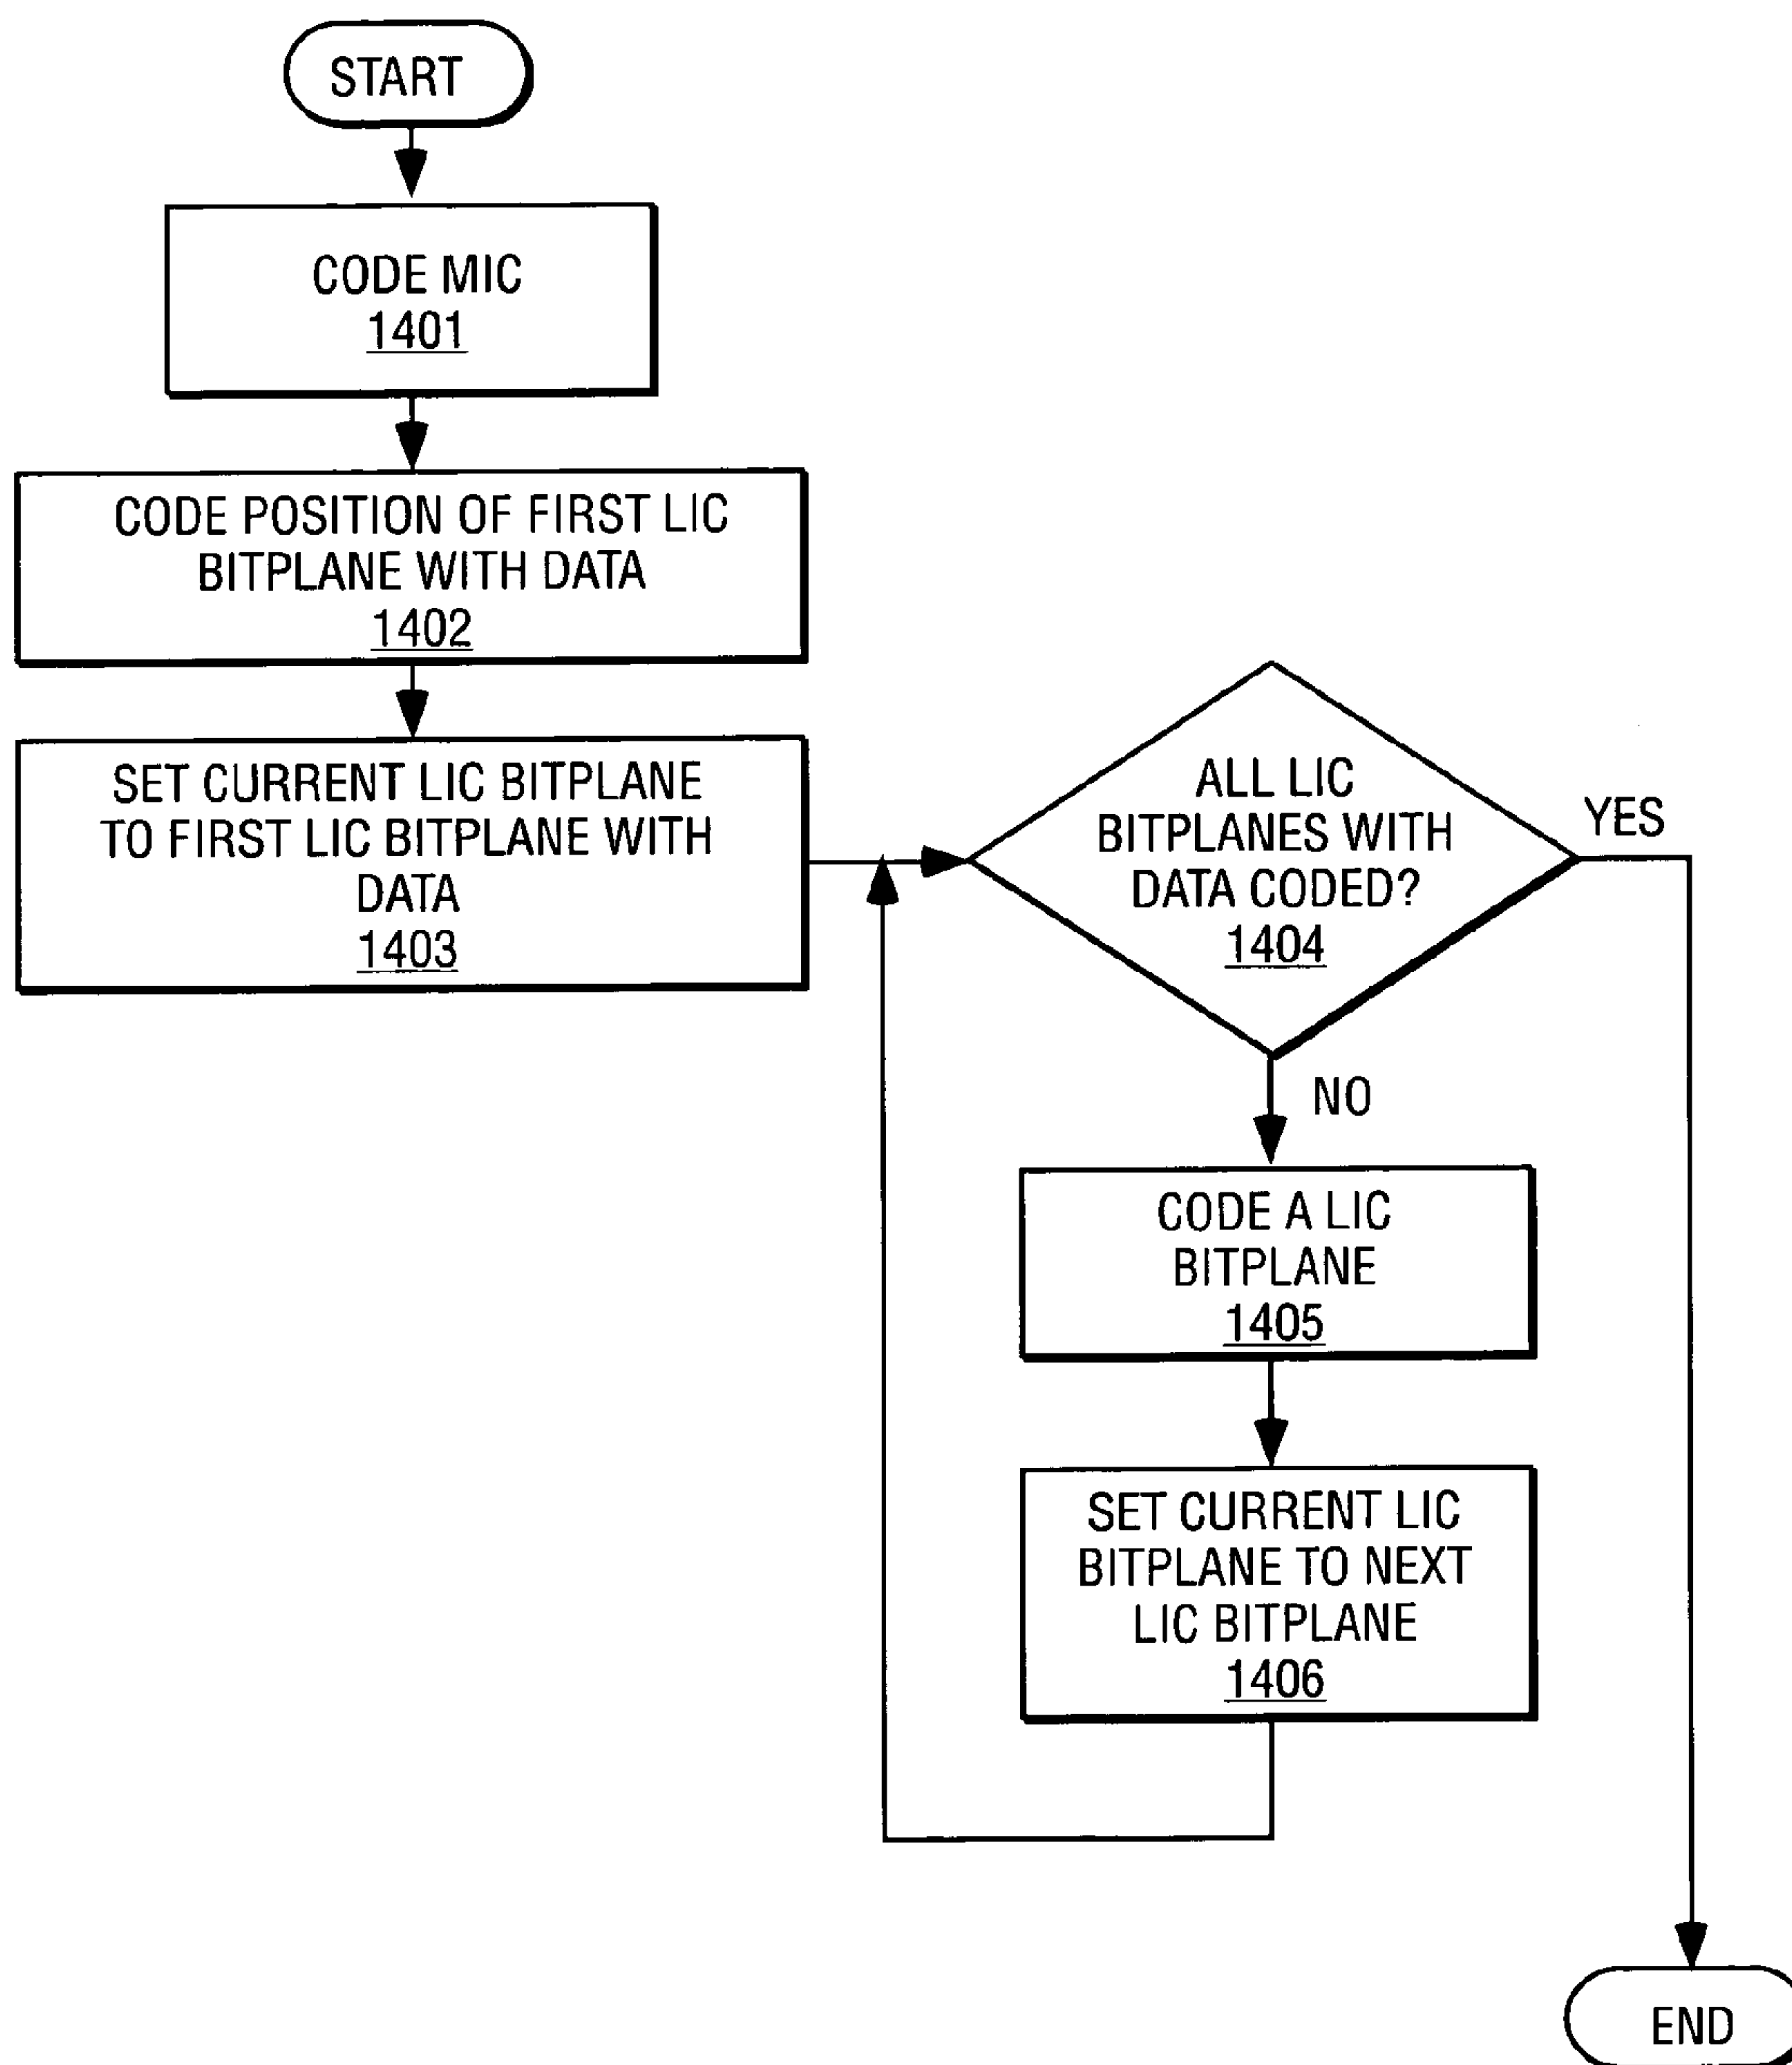 START
CODE MIC
1401
CODE POSITION OF FIRST LIC
BITPLANE WITH DATA
1402
SET CURRENT LIC BITPLANE
TO FIRST LIC BITPLANE WITH
DATA
1403
ALL LIC
BITPLANES WITH
DATA CODED?
1404
YES
NO
CODE A LIC
BITPLANE
1405
SET CURRENT LIC
BITPLANE TO NEXT
LIC BITPLANE
1406
END